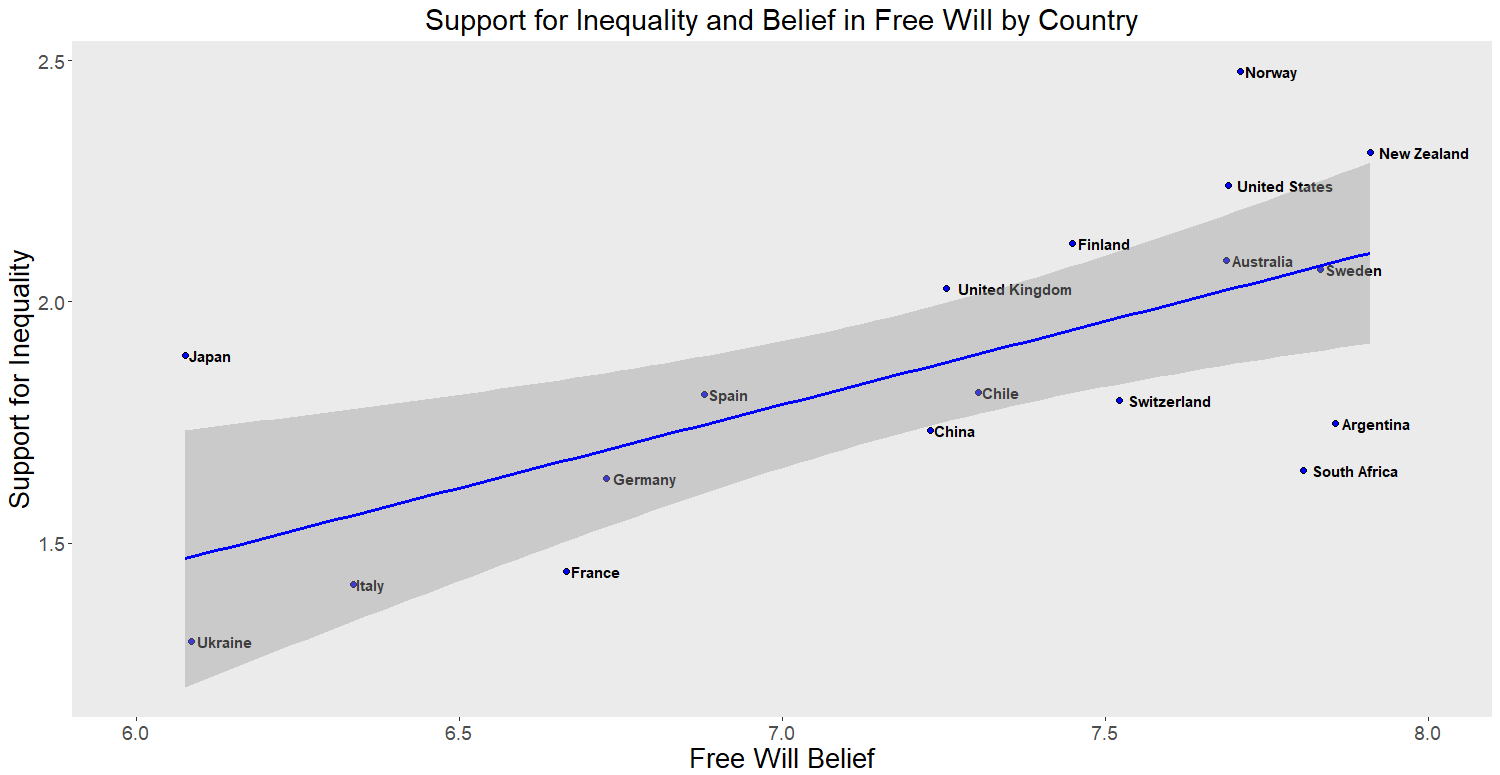 Support for Inequality and Belief in Free Will by Country
Support for Inequality
2.5
2.0
1.5
Norway
New Zealand
United States
Finland
Australia
Sweden
United Kingdom
Japan
Spain
Chile
Switzerland
Argentina
China
South Africa
Germany
France
Italy
Ukraine
6.0
6.5
7.0
7.5
8.0
Free Will Belief